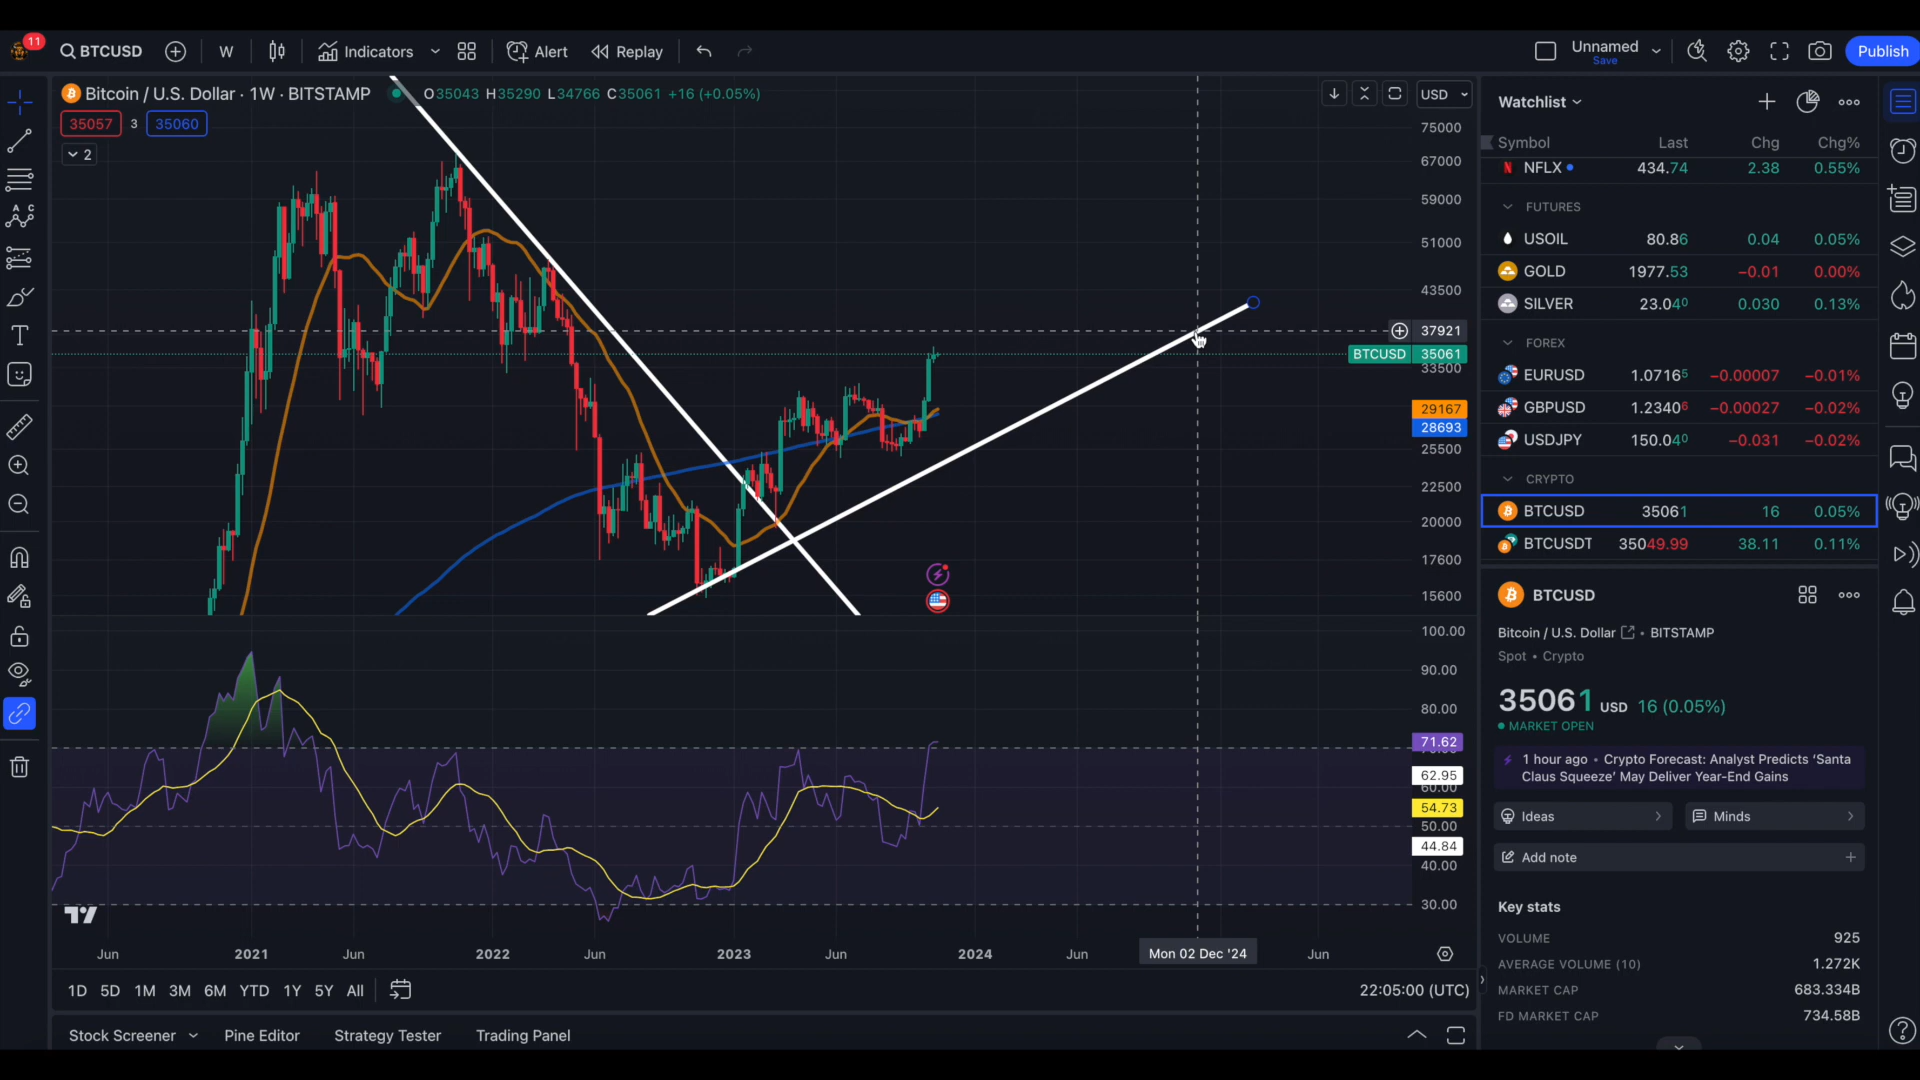 11
BTCUSD
W
Indicators
Alert
Replay
Unnamed
Save
Publish
Bitcoin / U.S. Dollar · 1W · BITSTAMP
O35043 H35290 L34766 C35061 +16 (+0.05%)
35057 3 35060
2
USD
75000
67000
59000
51000
43500
37921
BTCUSD 35061
33500
29167
28693
25500
22500
20000
17600
15600
100.00
90.00
80.00
71.62
62.95
60.00
54.73
50.00
44.84
40.00
30.00
Jun 2021 Jun 2022 Jun 2023 Jun 2024 Jun Mon 02 Dec '24 Jun
1D 5D 1M 3M 6M YTD 1Y 5Y All
22:05:00 (UTC)
Stock Screener Pine Editor Strategy Tester Trading Panel
Watchlist
Symbol Last Chg Chg%
NFLX 434.74 2.38 0.55%
FUTURES
USOIL 80.86 0.04 0.05%
GOLD 1977.53 −0.01 0.00%
SILVER 23.040 0.030 0.13%
FOREX
EURUSD 1.07165 −0.00007 −0.01%
GBPUSD 1.23406 −0.00027 −0.02%
USDJPY 150.040 −0.031 −0.02%
CRYPTO
BTCUSD 35061 16 0.05%
BTCUSDT 35049.99 38.11 0.11%
BTCUSD
Bitcoin / U.S. Dollar • BITSTAMP
Spot • Crypto
35061 USD 16 (0.05%)
MARKET OPEN
1 hour ago • Crypto Forecast: Analyst Predicts ‘Santa
Claus Squeeze’ May Deliver Year-End Gains
Ideas
Minds
Add note
Key stats
VOLUME 925
AVERAGE VOLUME (10) 1.272K
MARKET CAP 683.334B
FD MARKET CAP 734.58B